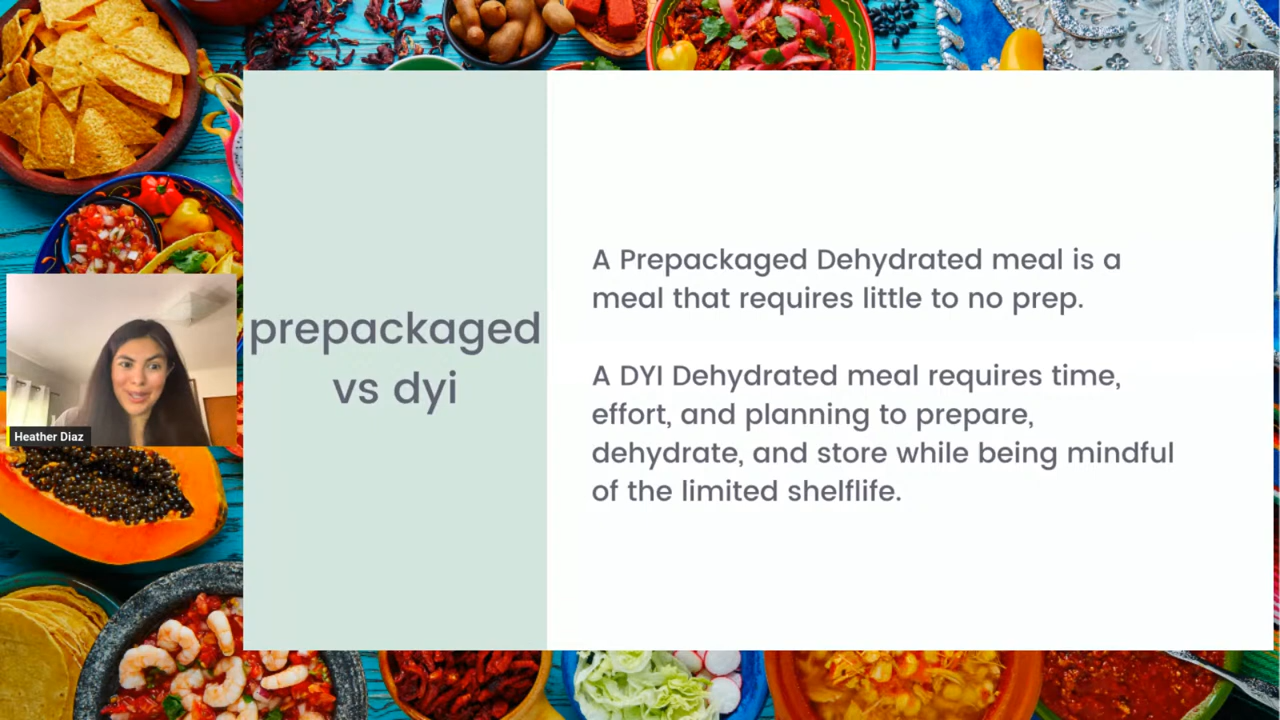 prepackaged
vs dyi
A Prepackaged Dehydrated meal is a
meal that requires little to no prep.
A DYI Dehydrated meal requires time,
effort, and planning to prepare,
dehydrate, and store while being mindful
of the limited shelflife.
Heather Diaz